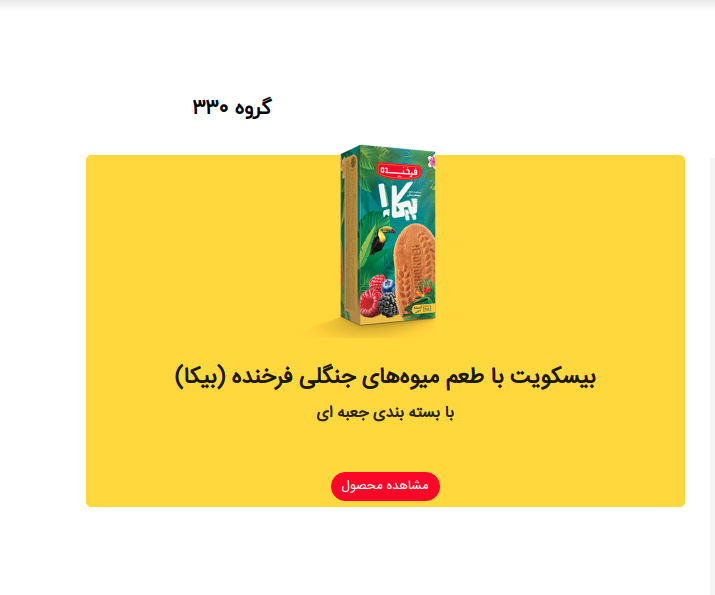 گروه ۳۳۰
فرخنده
بیکا
بیسکویت با طعم میوه‌های جنگلی فرخنده (بیکا)
با بسته بندی جعبه ای
مشاهده محصول